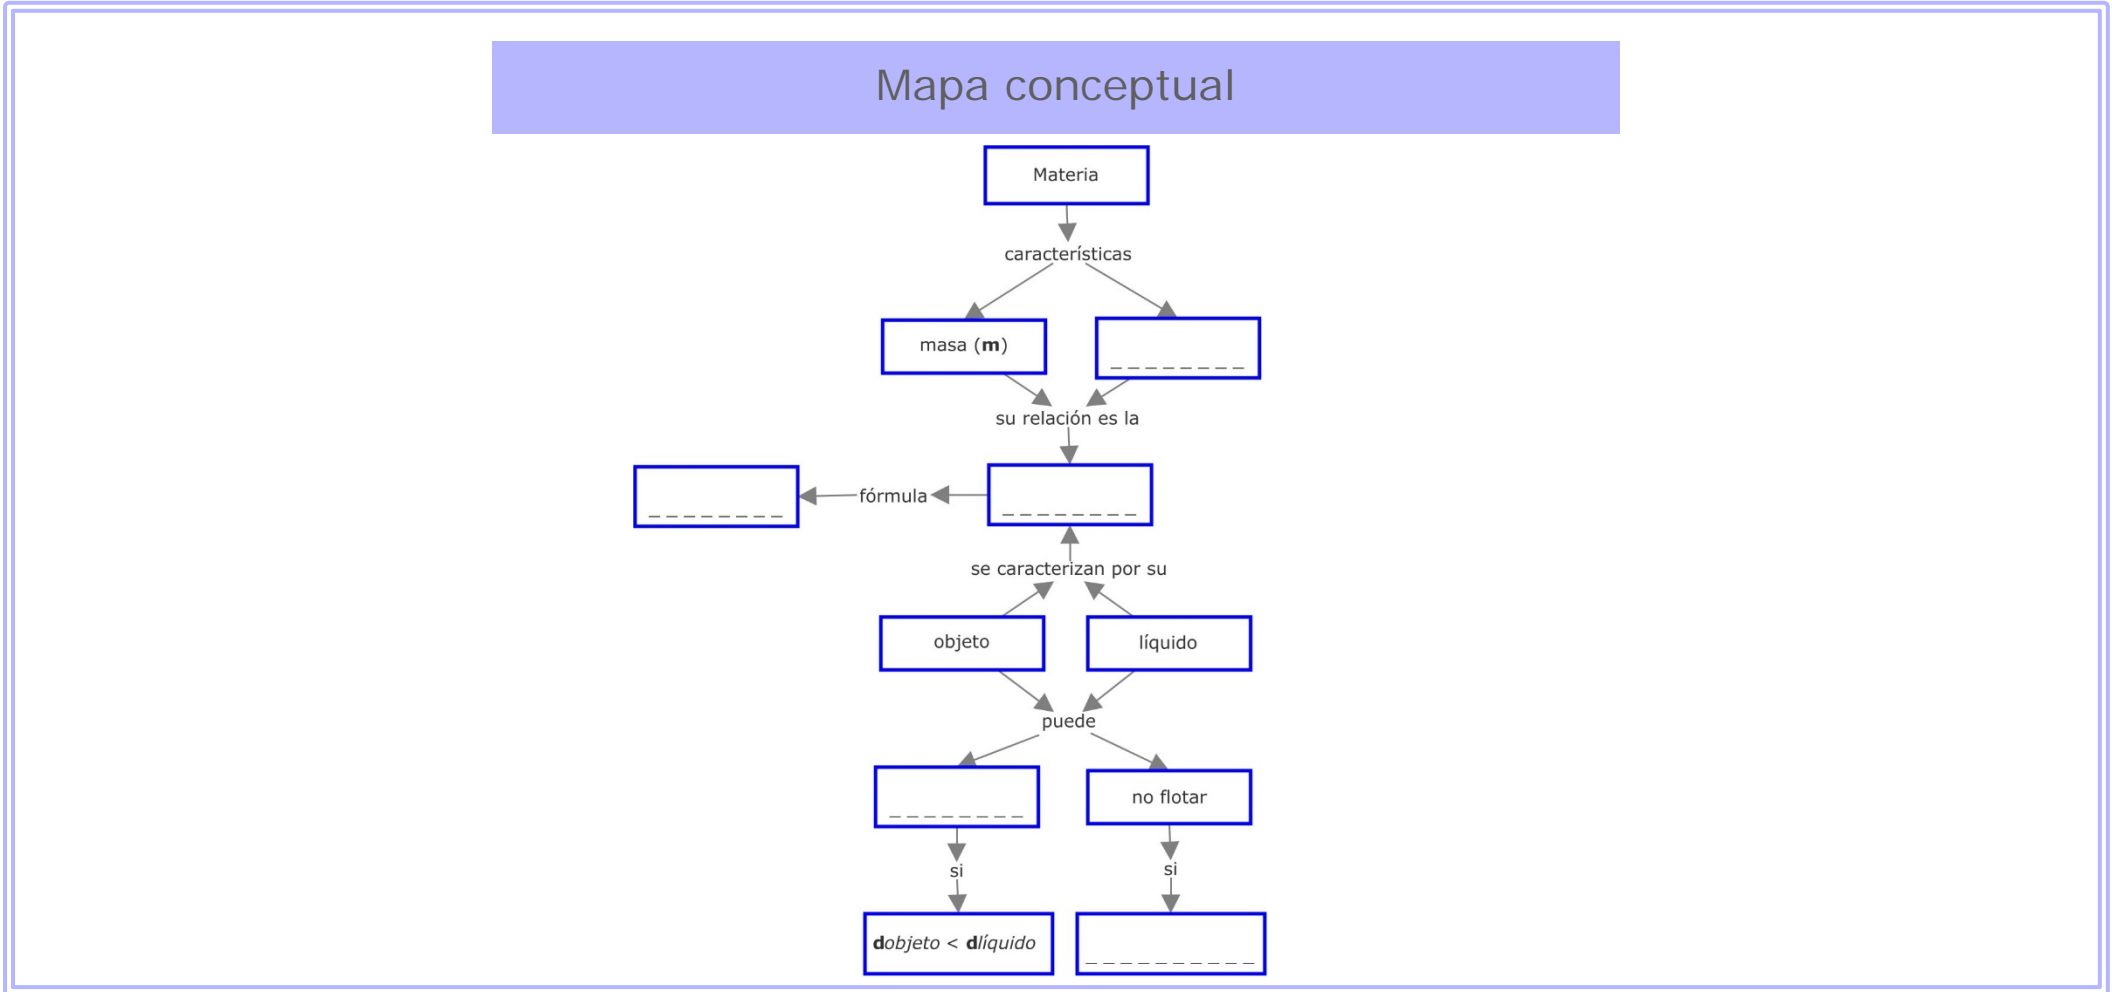 Mapa conceptual
Materia
características
masa (m)
_ _ _ _ _ _ _ _
su relación es la
_ _ _ _ _ _ _ _
fórmula
_ _ _ _ _ _ _ _
se caracterizan por su
objeto
líquido
puede
_ _ _ _ _ _ _ _
no flotar
si
si
dobjeto < dlíquido
_ _ _ _ _ _ _ _ _ _